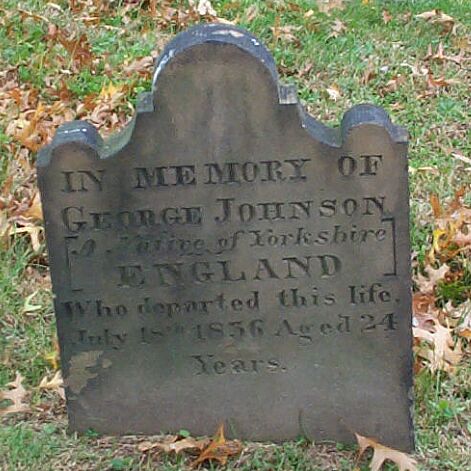 IN MEMORY OF
GEORGE JOHNSON
[A Native of Yorkshire
ENGLAND]
Who departed this life,
July 18th 1836 Aged 24
Years.